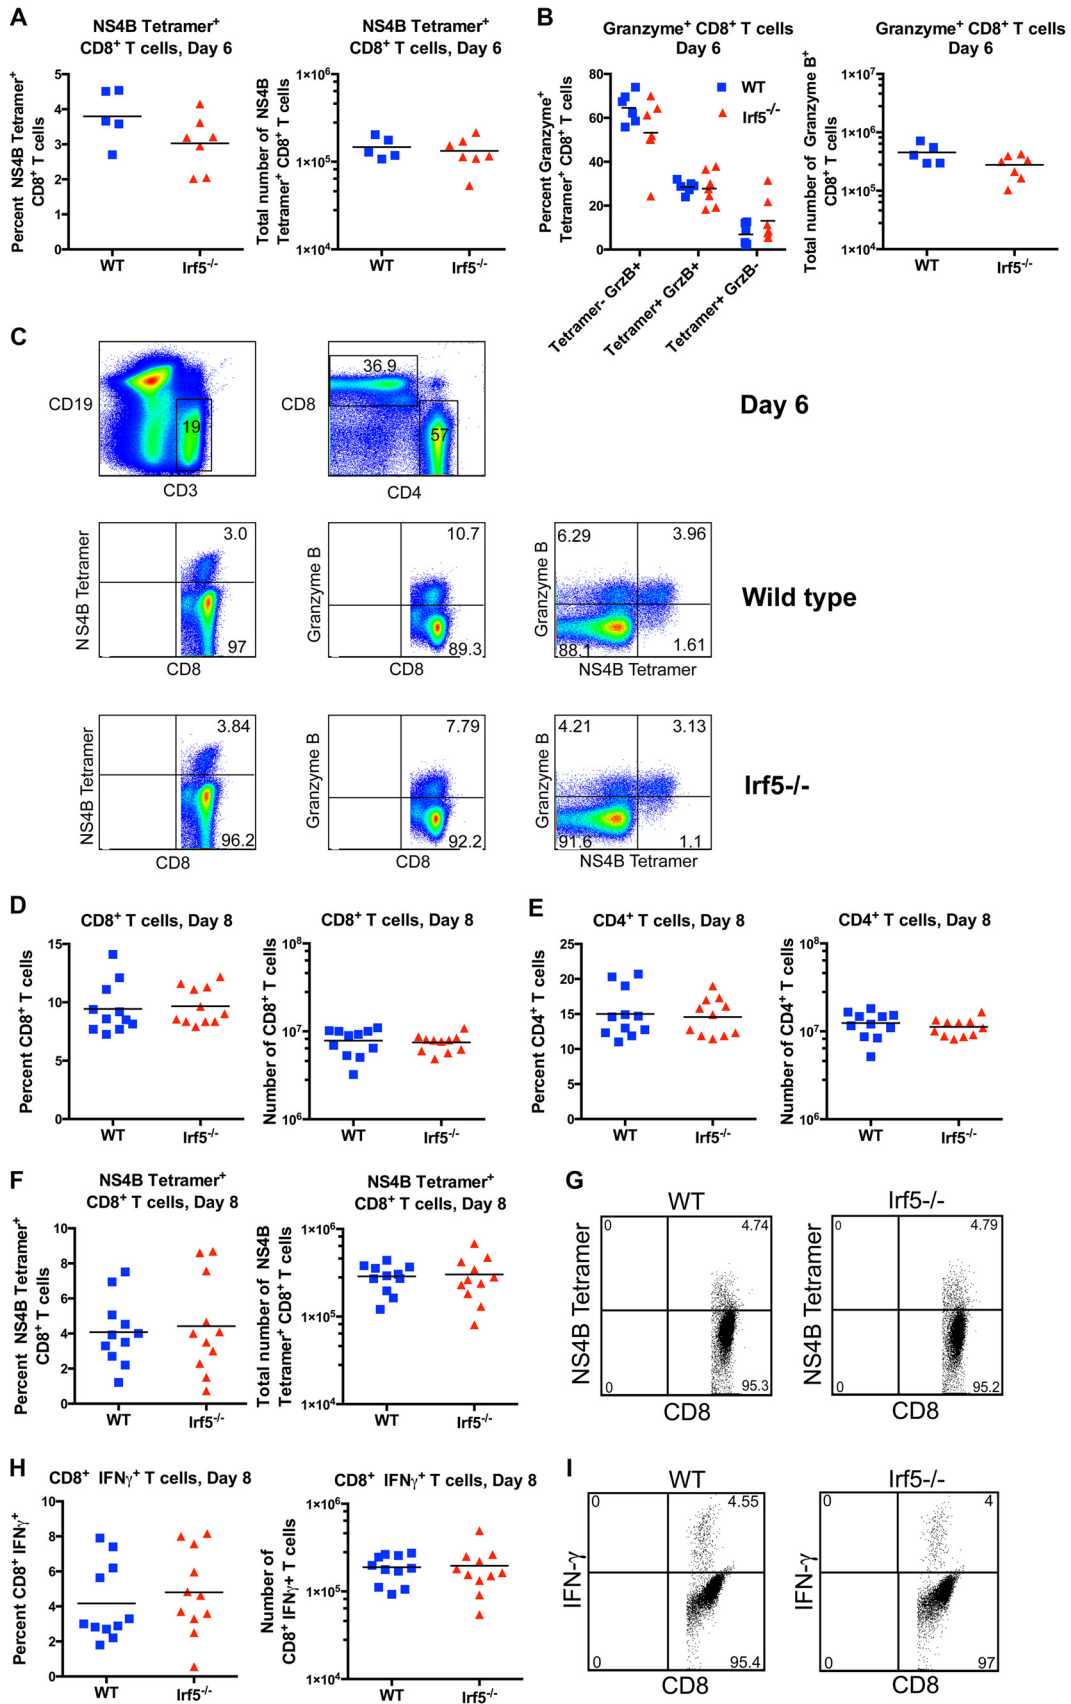 A
NS4B Tetramer+
CD8+ T cells, Day 6
Percent NS4B Tetramer+
CD8+ T cells
5
4
3
2
1
0
WT
Irf5-/-
NS4B Tetramer+
CD8+ T cells, Day 6
Total number of NS4B
Tetramer+ CD8+ T cells
1×10^6
1×10^5
1×10^4
WT
Irf5-/-
B
Granzyme+ CD8+ T cells
Day 6
Percent Granzyme+
Tetramer+ CD8+ T cells
80
60
40
20
0
WT
Irf5-/-
Tetramer- GrzB+
Tetramer+ GrzB+
Tetramer+ GrzB-
Granzyme+ CD8+ T cells
Day 6
Total number of Granzyme B+
CD8+ T cells
1×10^7
1×10^6
1×10^5
1×10^4
WT
Irf5-/-
C
CD19
19
CD3
CD8
36.9
57
CD4
Day 6
NS4B Tetramer
3.0
97
CD8
Granzyme B
10.7
89.3
CD8
Granzyme B
6.29
3.96
88.1
1.61
NS4B Tetramer
Wild type
NS4B Tetramer
3.84
96.2
CD8
Granzyme B
7.79
92.2
CD8
Granzyme B
4.21
3.13
91.6
1.1
NS4B Tetramer
Irf5-/-
D
CD8+ T cells, Day 8
Percent CD8+ T cells
15
10
5
0
WT
Irf5-/-
Number of CD8+ T cells
10^8
10^7
10^6
WT
Irf5-/-
E
CD4+ T cells, Day 8
Percent CD4+ T cells
25
20
15
10
5
0
WT
Irf5-/-
CD4+ T cells, Day 8
Number of CD4+ T cells
10^8
10^7
10^6
WT
Irf5-/-
F
NS4B Tetramer+
CD8+ T cells, Day 8
Percent NS4B Tetramer+
CD8+ T cells
10
8
6
4
2
0
WT
Irf5-/-
NS4B Tetramer+
CD8+ T cells, Day 8
Total number of NS4B
Tetramer+ CD8+ T cells
1×10^6
1×10^5
1×10^4
WT
Irf5-/-
G
WT
NS4B Tetramer
0
4.74
0
95.3
CD8
Irf5-/-
NS4B Tetramer
0
4.79
0
95.2
CD8
H
CD8+ IFNγ+ T cells, Day 8
Percent CD8+ IFNγ+
10
8
6
4
2
0
WT
Irf5-/-
CD8+ IFNγ+ T cells, Day 8
Number of
CD8+ IFNγ+ T cells
1×10^6
1×10^5
1×10^4
WT
Irf5-/-
I
WT
IFN-γ
0
4.55
0
95.4
CD8
Irf5-/-
IFN-γ
0
4
0
97
CD8